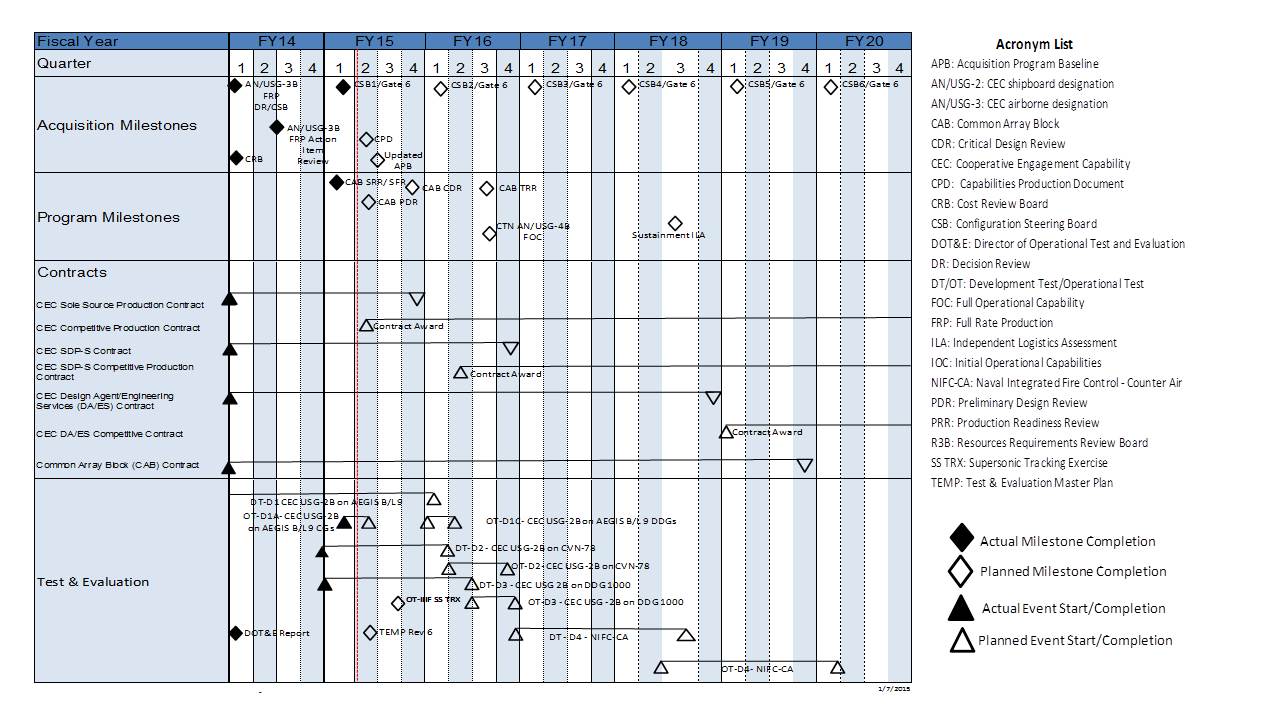 Fiscal Year FY14 FY15 FY16 FY17 FY18 FY19 FY20
Quarter 1 2 3 4 1 2 3 4 1 2 3 4 1 2 3 4 1 2 3 4 1 2 3 4 1 2 3 4
Acquisition Milestones
AN/USG-3B
FRP
DR/CSB
CSB1/Gate 6
CSB2/Gate 6
CSB3/Gate 6
CSB4/Gate 6
CSB5/Gate 6
CSB6/Gate 6
AN/USG-3B
FRP Action
Item
Review
CPD
CRB
Updated
APB
Program Milestones
CAB SRR/SFR
CAB CDR
CAB TRR
CAB PDR
CTN AN/USG-4B
FOC
Sustainment ILA
Contracts
CEC Sole Source Production Contract
CEC Competitive Production Contract
Contract Award
CEC SDP-S Contract
CEC SDP-S Competitive Production
Contract
Contract Award
CEC Design Agent/Engineering
Services (DA/ES) Contract
CEC DA/ES Competitive Contract
Contract Award
Common Array Block (CAB) Contract
Test & Evaluation
DT-D1 CEC USG-2B on AEGIS B/L9
OT-D1A- CEC USG-2B
on AEGIS B/L9 CGs
OT-D1C- CEC USG-2B on AEGIS B/L9 DDGs
DT-D2 - CEC USG-2B on CVN-78
OT-D2- CEC USG-2B on CVN-78
DT-D3 - CEC USG 2B on DDG 1000
OT-IIIF SS TRX
OT-D3 - CEC USG -2B on DDG 1000
DOT&E Report
TEMP Rev 6
DT - D4 - NIFC-CA
OT-D4- NIFC-CA
1/7/2015
Acronym List
APB: Acquisition Program Baseline
AN/USG-2: CEC shipboard designation
AN/USG-3: CEC airborne designation
CAB: Common Array Block
CDR: Critical Design Review
CEC: Cooperative Engagement Capability
CPD: Capabilities Production Document
CRB: Cost Review Board
CSB: Configuration Steering Board
DOT&E: Director of Operational Test and Evaluation
DR: Decision Review
DT/OT: Development Test/Operational Test
FOC: Full Operational Capability
FRP: Full Rate Production
ILA: Independent Logistics Assessment
IOC: Initial Operational Capabilities
NIFC-CA: Naval Integrated Fire Control - Counter Air
PDR: Preliminary Design Review
PRR: Production Readiness Review
R3B: Resources Requirements Review Board
SS TRX: Supersonic Tracking Exercise
TEMP: Test & Evaluation Master Plan
Actual Milestone Completion
Planned Milestone Completion
Actual Event Start/Completion
Planned Event Start/Completion